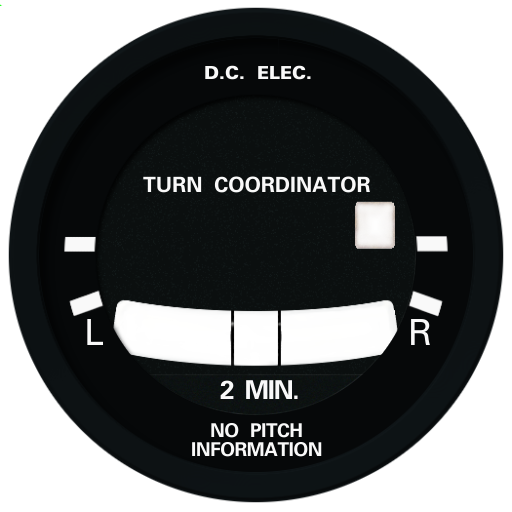 D.C. ELEC.
TURN COORDINATOR
L R
2 MIN.
NO PITCH
INFORMATION